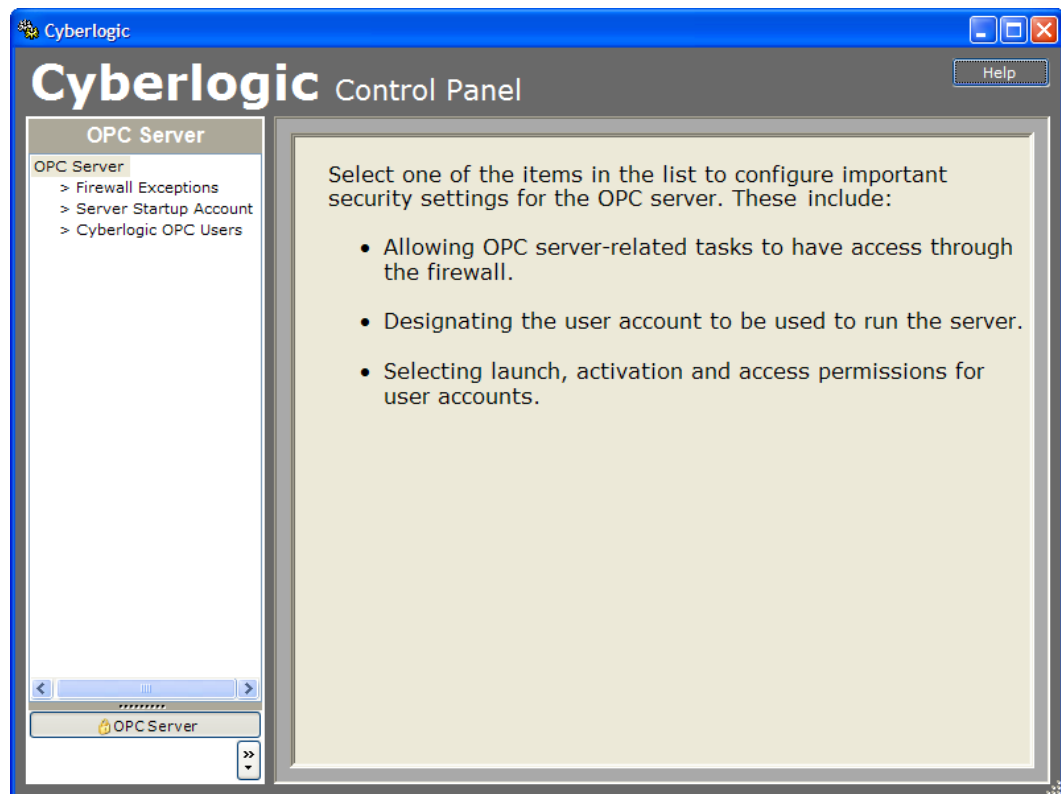 Cyberlogic
Cyberlogic Control Panel
Help
OPC Server
OPC Server
> Firewall Exceptions
> Server Startup Account
> Cyberlogic OPC Users
OPC Server
Select one of the items in the list to configure important
security settings for the OPC server. These include:
• Allowing OPC server-related tasks to have access through
the firewall.
• Designating the user account to be used to run the server.
• Selecting launch, activation and access permissions for
user accounts.